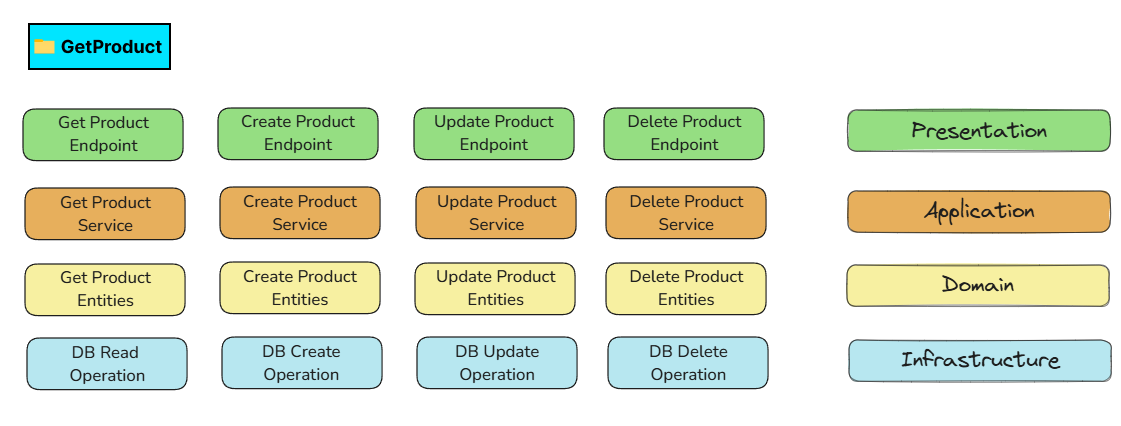 GetProduct
Get Product
Endpoint
Create Product
Endpoint
Update Product
Endpoint
Delete Product
Endpoint
Presentation
Get Product
Service
Create Product
Service
Update Product
Service
Delete Product
Service
Application
Get Product
Entities
Create Product
Entities
Update Product
Entities
Delete Product
Entities
Domain
DB Read
Operation
DB Create
Operation
DB Update
Operation
DB Delete
Operation
Infrastructure